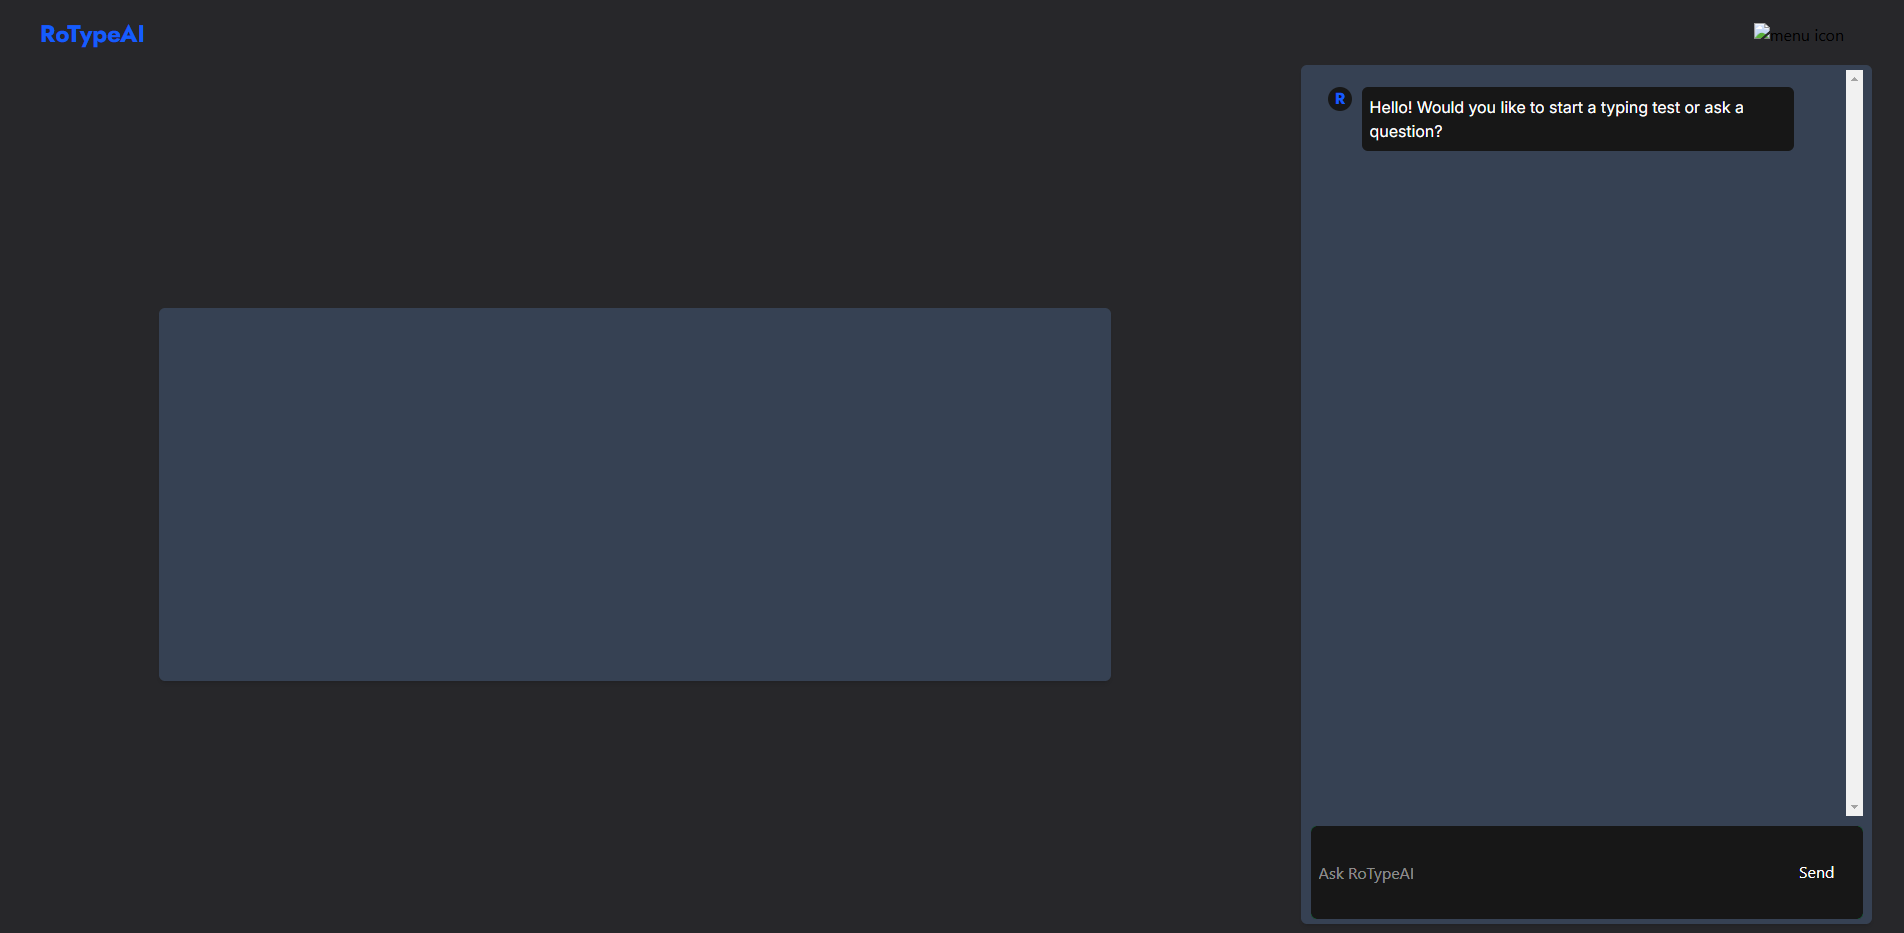 RoTypeAI
menu icon
R
Hello! Would you like to start a typing test or ask a
question?
Ask RoTypeAI
Send